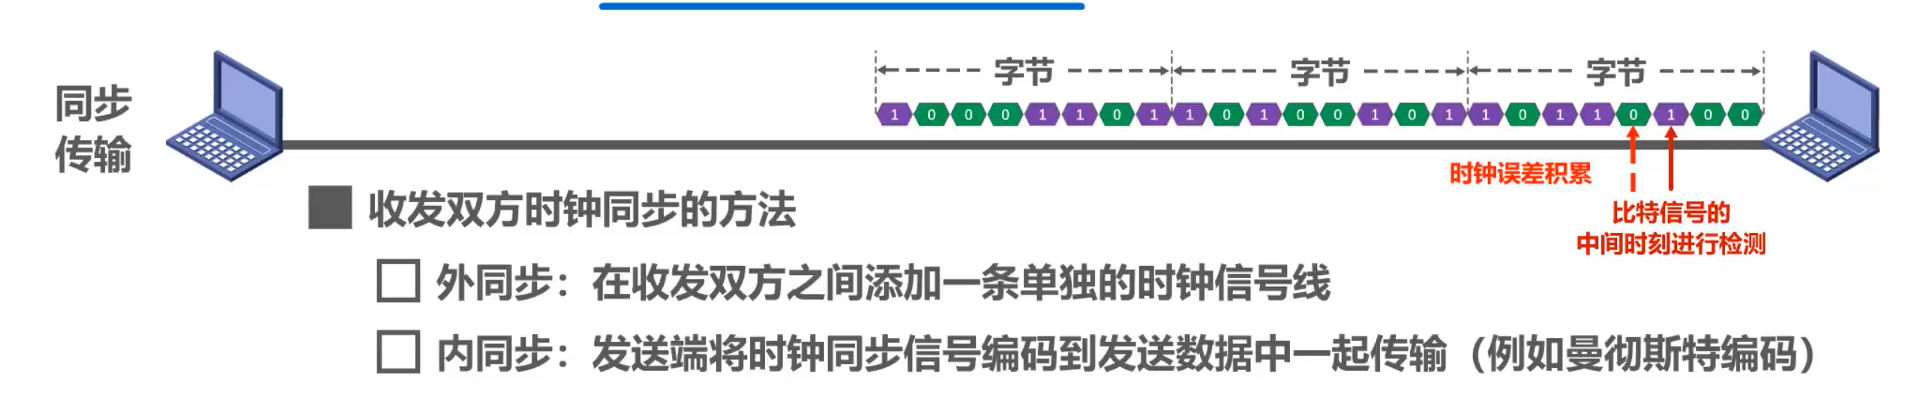 同步
传输
字节 字节 字节
1 0 0 0 1 1 0 1 1 0 1 0 0 1 0 1 1 0 1 1 0 1 0 0
时钟误差积累
比特信号的
中间时刻进行检测
收发双方时钟同步的方法
外同步：在收发双方之间添加一条单独的时钟信号线
内同步：发送端将时钟同步信号编码到发送数据中一起传输（例如曼彻斯特编码）